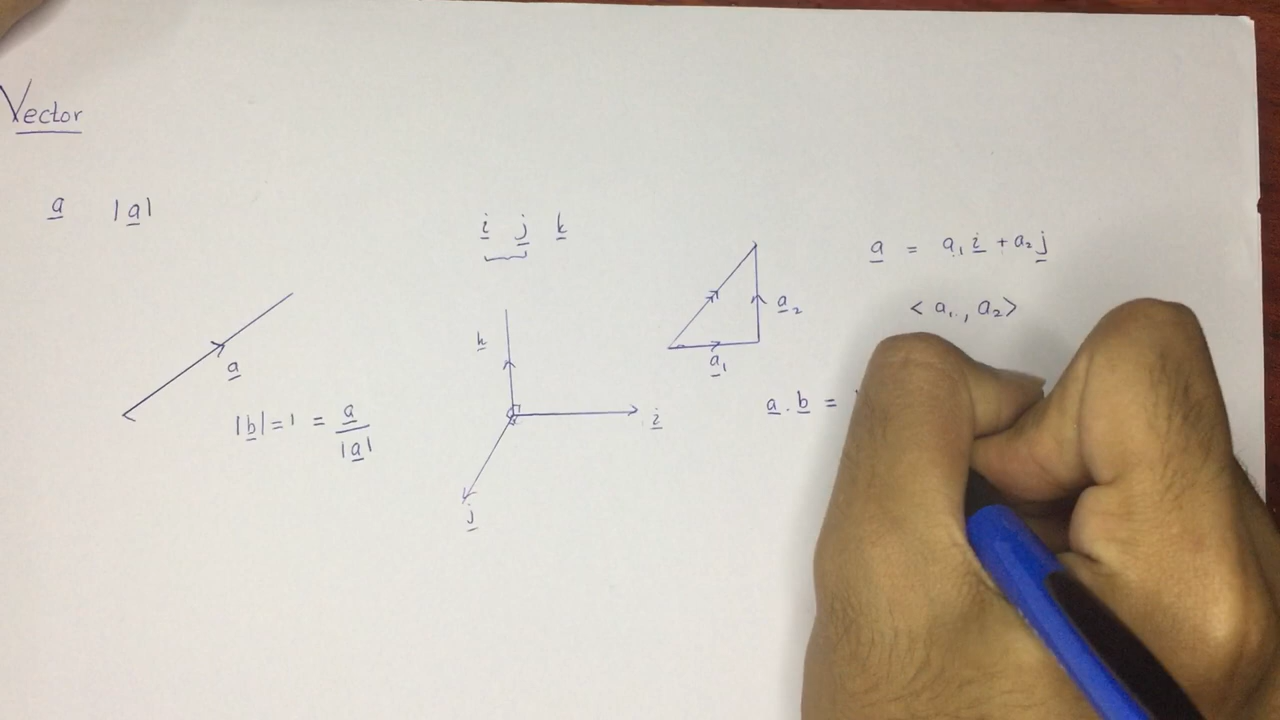 Vector
a |a|
i j k
a = a₁ i + a₂ j
< a₁, a₂>
a₂
a₁
k
a
|b| = 1 = a / |a|
i
j
a . b =